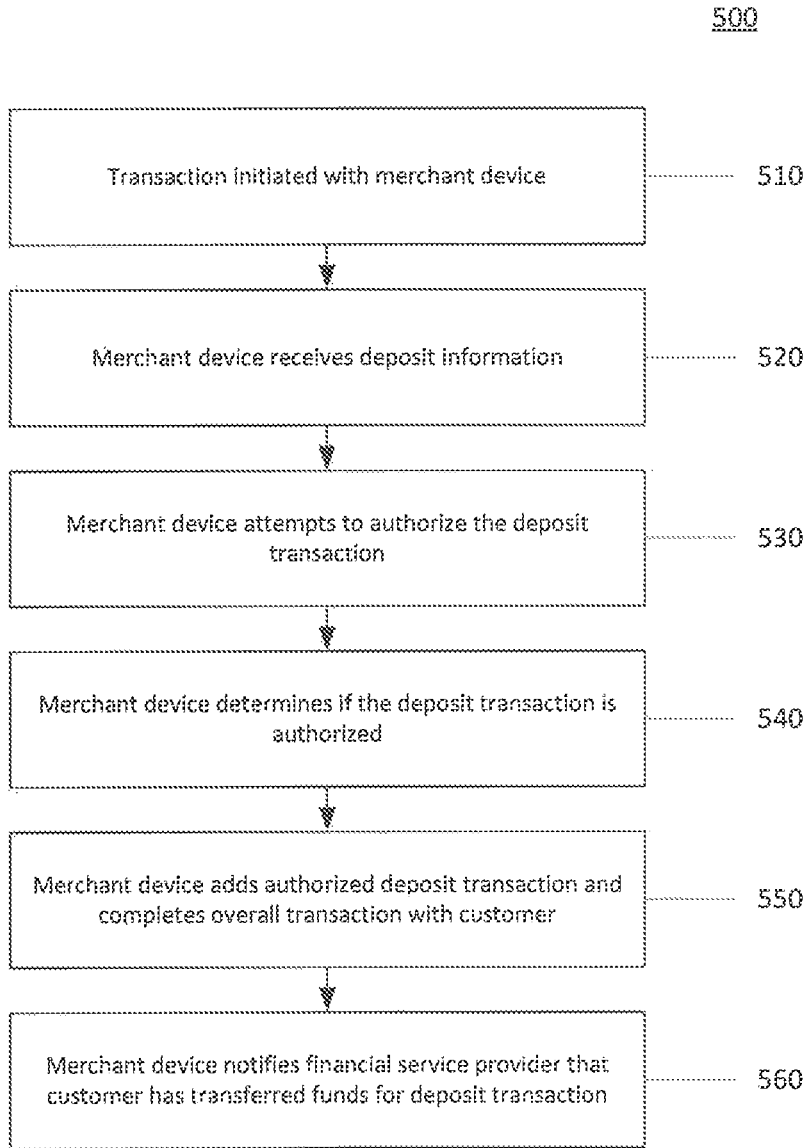 500
Transaction initiated with merchant device
510
Merchant device receives deposit information
520
Merchant device attempts to authorize the deposit
transaction
530
Merchant device determines if the deposit transaction is
authorized
540
Merchant device adds authorized deposit transaction and
completes overall transaction with customer
550
Merchant device notifies financial service provider that
customer has transferred funds for deposit transaction
560